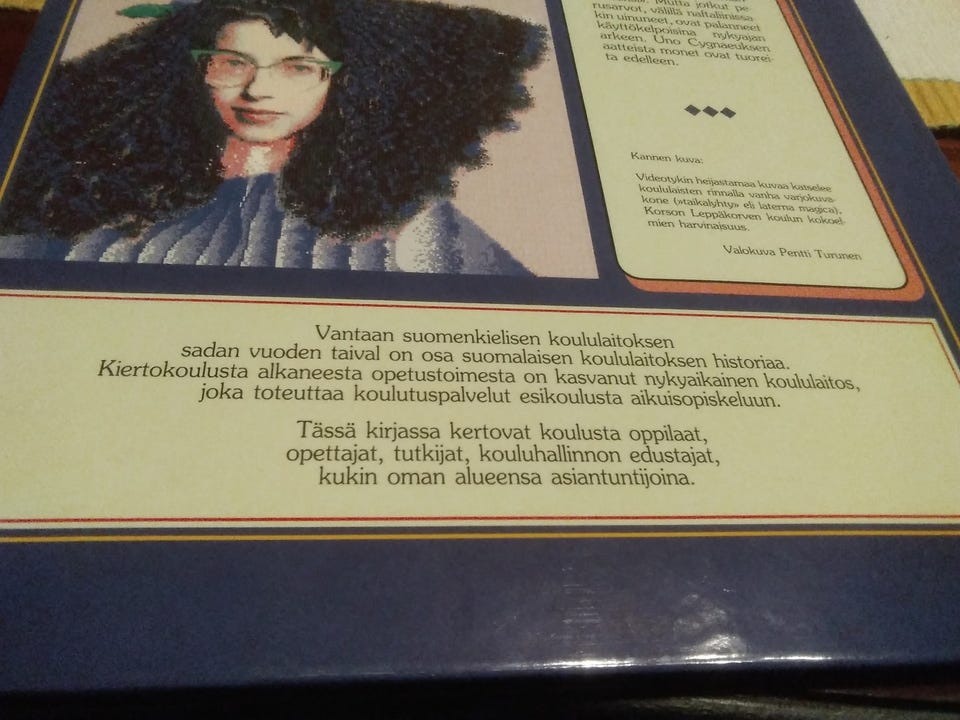 rusarvot, välillä naftaliinissa
kin uinuneet, ovat palanneet
käyttökelpoisina nykyajan
arkeen. Uno Cygnaeuksen
aatteista monet ovat tuorei-
ta edelleen.
Kannen kuva:
Videotykin heijastamaa kuvaa katselee
koululaisten rinnalla vanha varjokuva-
kone (»taikalyhty» eli laterna magica),
Korson Leppäkorven koulun kokoel-
mien harvinaisuus.
Valokuva Pentti Turunen
Vantaan suomenkielisen koululaitoksen
sadan vuoden taival on osa suomalaisen koululaitoksen historiaa.
Kiertokoulusta alkaneesta opetustoimesta on kasvanut nykyaikainen koululaitos,
joka toteuttaa koulutuspalvelut esikoulusta aikuisopiskeluun.
Tässä kirjassa kertovat koulusta oppilaat,
opettajat, tutkijat, kouluhallinnon edustajat,
kukin oman alueensa asiantuntijoina.